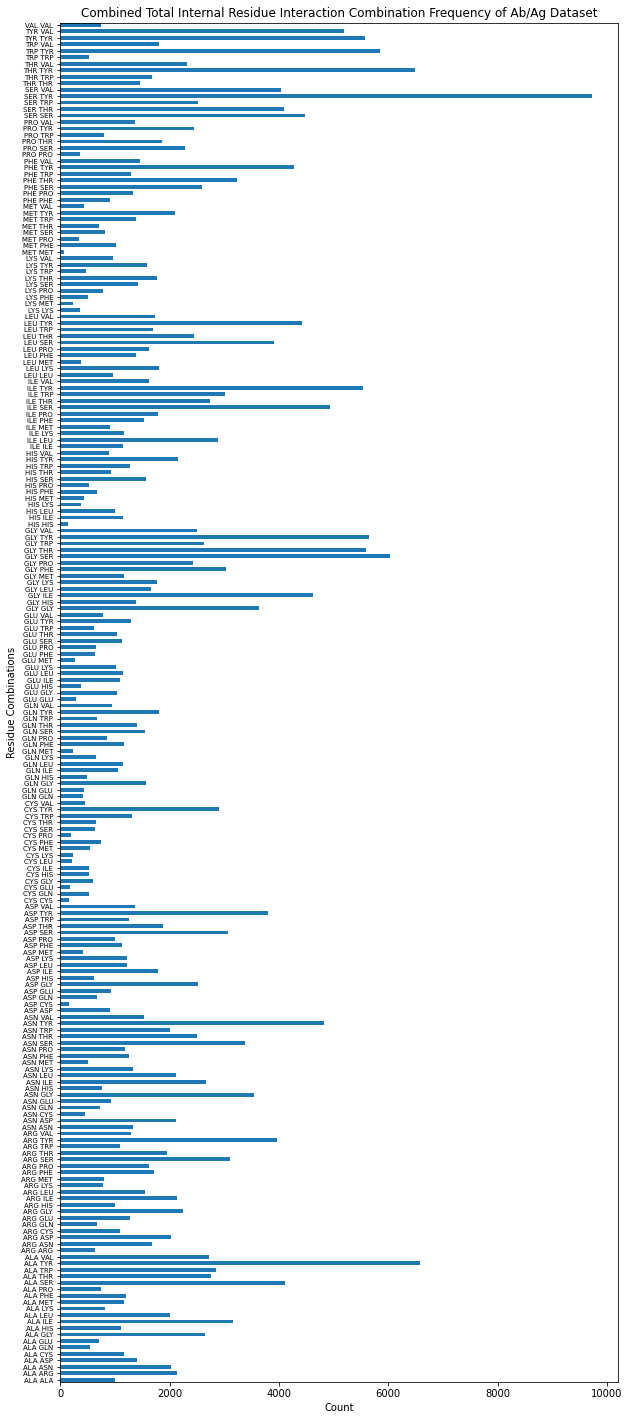 Combined Total Internal Residue Interaction Combination Frequency of Ab/Ag Dataset
VAL VAL
TYR VAL
TYR TYR
TRP VAL
TRP TYR
TRP TRP
THR VAL
THR TYR
THR TRP
THR THR
SER VAL
SER TYR
SER TRP
SER THR
SER SER
PRO VAL
PRO TYR
PRO TRP
PRO THR
PRO SER
PRO PRO
PHE VAL
PHE TYR
PHE TRP
PHE THR
PHE SER
PHE PRO
PHE PHE
MET VAL
MET TYR
MET TRP
MET THR
MET SER
MET PRO
MET PHE
MET MET
LYS VAL
LYS TYR
LYS TRP
LYS THR
LYS SER
LYS PRO
LYS PHE
LYS MET
LYS LYS
LEU VAL
LEU TYR
LEU TRP
LEU THR
LEU SER
LEU PRO
LEU PHE
LEU MET
LEU LYS
LEU LEU
ILE VAL
ILE TYR
ILE TRP
ILE THR
ILE SER
ILE PRO
ILE PHE
ILE MET
ILE LYS
ILE LEU
ILE ILE
HIS VAL
HIS TYR
HIS TRP
HIS THR
HIS SER
HIS PRO
HIS PHE
HIS MET
HIS LYS
HIS LEU
HIS ILE
HIS HIS
GLY VAL
GLY TYR
GLY TRP
GLY THR
GLY SER
GLY PRO
GLY PHE
GLY MET
GLY LYS
GLY LEU
GLY ILE
GLY HIS
GLY GLY
GLU VAL
GLU TYR
GLU TRP
GLU THR
GLU SER
GLU PRO
GLU PHE
GLU MET
GLU LYS
GLU LEU
GLU ILE
GLU HIS
GLU GLY
GLU GLU
GLN VAL
GLN TYR
GLN TRP
GLN THR
GLN SER
GLN PRO
GLN PHE
GLN MET
GLN LYS
GLN LEU
GLN ILE
GLN HIS
GLN GLY
GLN GLU
GLN GLN
CYS VAL
CYS TYR
CYS TRP
CYS THR
CYS SER
CYS PRO
CYS PHE
CYS MET
CYS LYS
CYS LEU
CYS ILE
CYS HIS
CYS GLY
CYS GLU
CYS GLN
CYS CYS
ASP VAL
ASP TYR
ASP TRP
ASP THR
ASP SER
ASP PRO
ASP PHE
ASP MET
ASP LYS
ASP LEU
ASP ILE
ASP HIS
ASP GLY
ASP GLU
ASP GLN
ASP CYS
ASP ASP
ASN VAL
ASN TYR
ASN TRP
ASN THR
ASN SER
ASN PRO
ASN PHE
ASN MET
ASN LYS
ASN LEU
ASN ILE
ASN HIS
ASN GLY
ASN GLU
ASN GLN
ASN CYS
ASN ASP
ASN ASN
ARG VAL
ARG TYR
ARG TRP
ARG THR
ARG SER
ARG PRO
ARG PHE
ARG MET
ARG LYS
ARG LEU
ARG ILE
ARG HIS
ARG GLY
ARG GLU
ARG GLN
ARG CYS
ARG ASP
ARG ASN
ARG ARG
ALA VAL
ALA TYR
ALA TRP
ALA THR
ALA SER
ALA PRO
ALA PHE
ALA MET
ALA LYS
ALA LEU
ALA ILE
ALA HIS
ALA GLY
ALA GLU
ALA GLN
ALA CYS
ALA ASP
ALA ASN
ALA ARG
ALA ALA
Residue Combinations
0 2000 4000 6000 8000 10000
Count